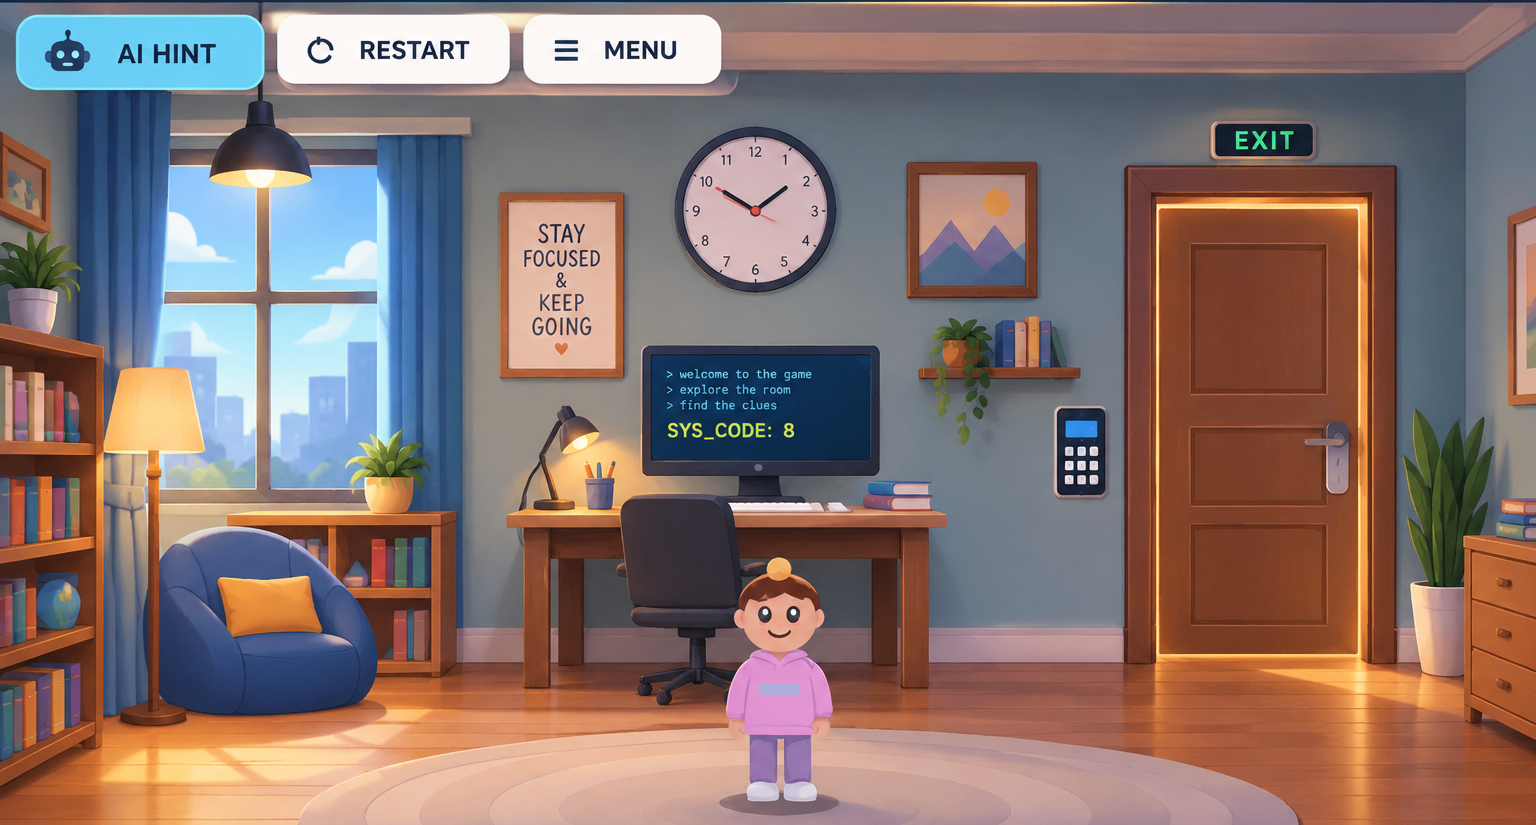 AI HINT
RESTART
MENU
EXIT
12
11
1
10
2
9
3
8
4
7
5
6
STAY
FOCUSED
&
KEEP
GOING
> welcome to the game
> explore the room
> find the clues
SYS_CODE: 8